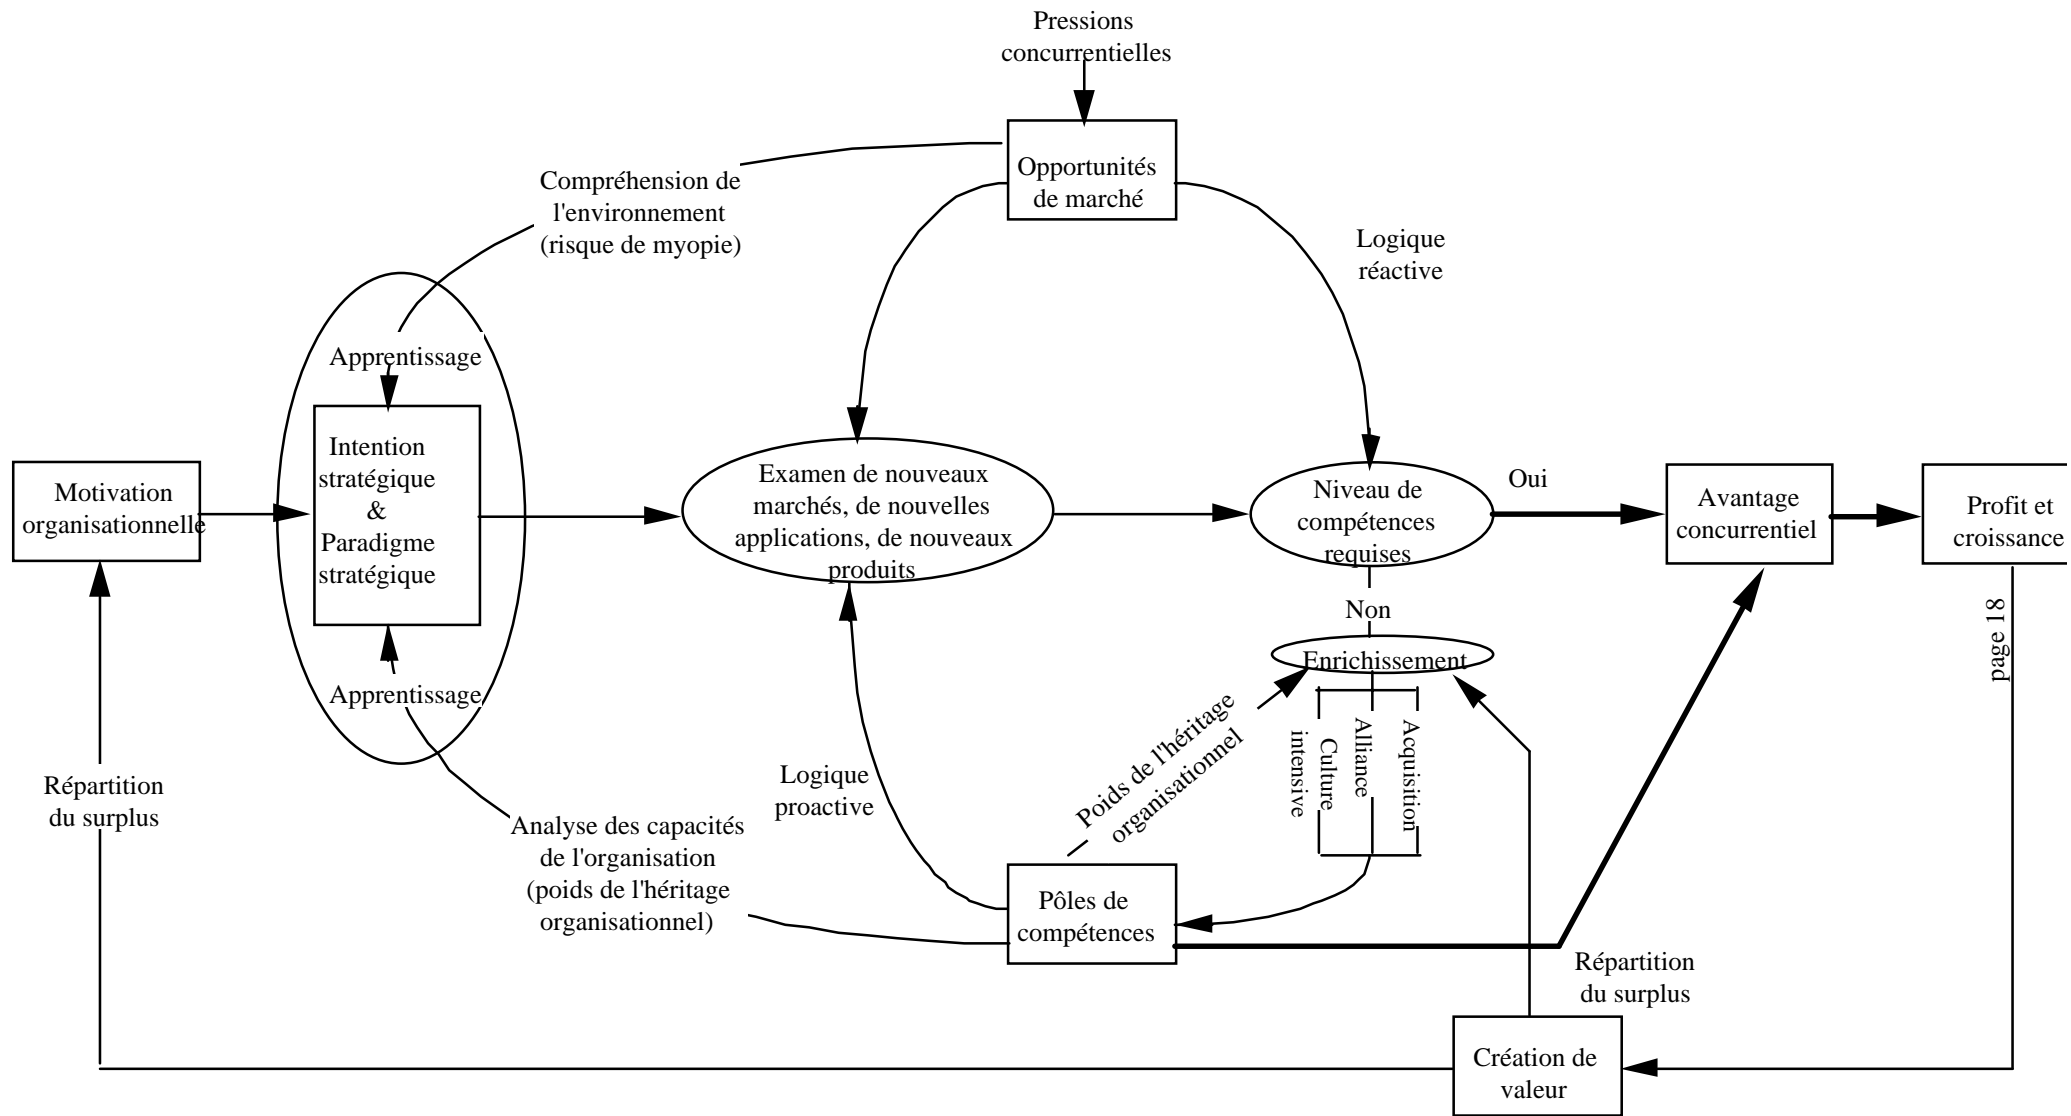 Pressions
concurrentielles
Opportunités
de marché
Compréhension de
l'environnement
(risque de myopie)
Logique
réactive
Apprentissage
Intention
stratégique
&
Paradigme
stratégique
Motivation
organisationnelle
Examen de nouveaux
marchés, de nouvelles
applications, de nouveaux
produits
Niveau de
compétences
requises
Oui
Avantage
concurrentiel
Profit et
croissance
Non
page 18
Enrichissement
Apprentissage
Poids de l'héritage
organisationnel
Culture
intensive
Alliance
Acquisition
Logique
proactive
Répartition
du surplus
Analyse des capacités
de l'organisation
(poids de l'héritage
organisationnel)
Pôles de
compétences
Répartition
du surplus
Création de
valeur